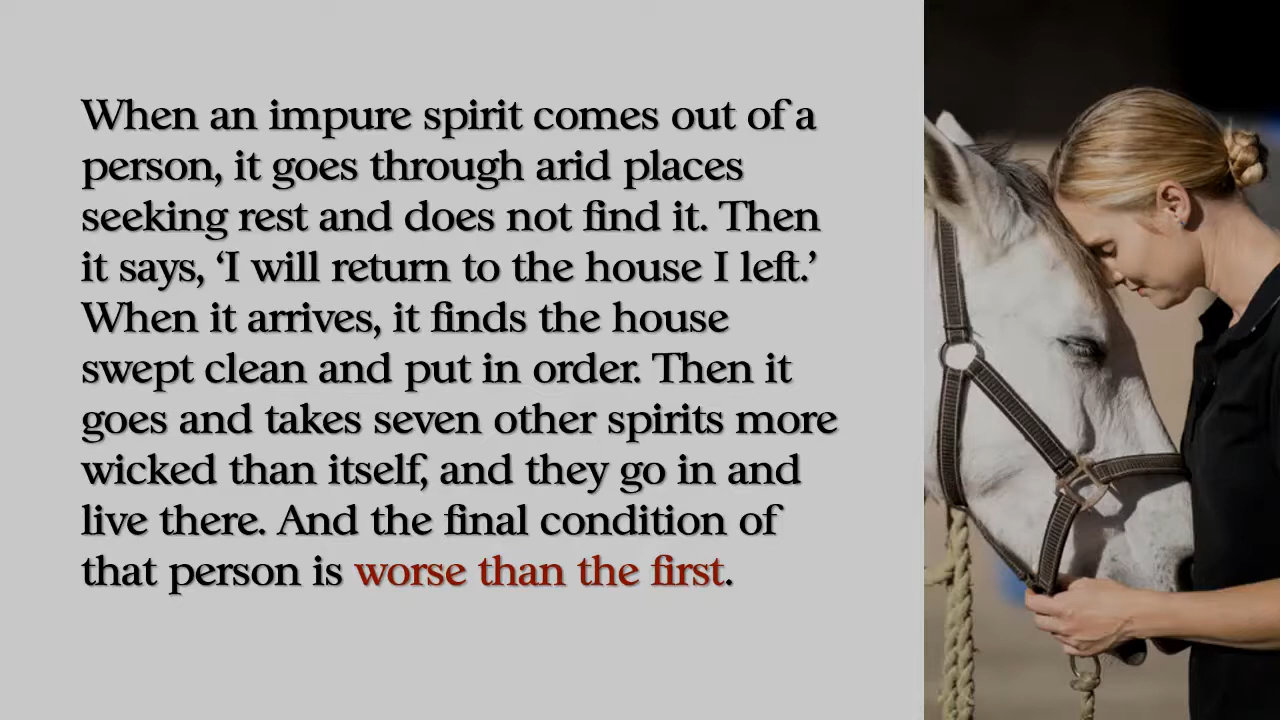 When an impure spirit comes out of a
person, it goes through arid places
seeking rest and does not find it. Then
it says, ‘I will return to the house I left.’
When it arrives, it finds the house
swept clean and put in order. Then it
goes and takes seven other spirits more
wicked than itself, and they go in and
live there. And the final condition of
that person is worse than the first.